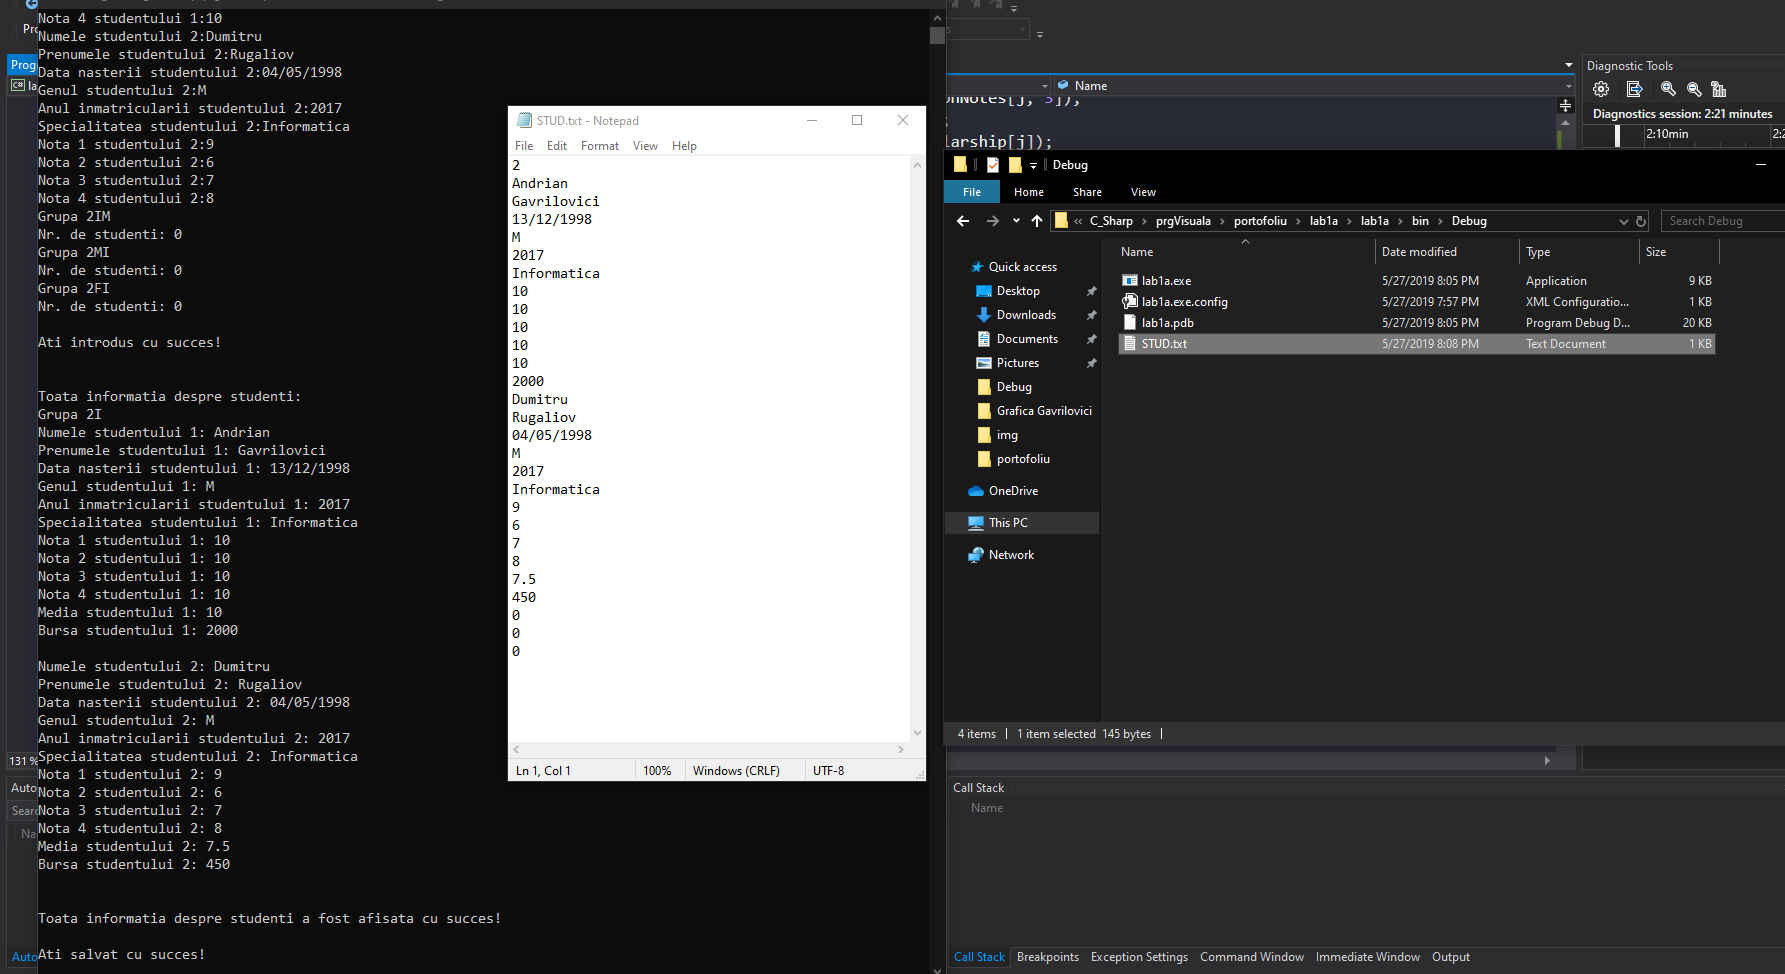 Nota 4 studentului 1:10
Numele studentului 2:Dumitru
Prenumele studentului 2:Rugaliov
Data nasterii studentului 2:04/05/1998
Genul studentului 2:M
Anul inmatricularii studentului 2:2017
Specialitatea studentului 2:Informatica
Nota 1 studentului 2:9
Nota 2 studentului 2:6
Nota 3 studentului 2:7
Nota 4 studentului 2:8
Grupa 2IM
Nr. de studenti: 0
Grupa 2MI
Nr. de studenti: 0
Grupa 2FI
Nr. de studenti: 0
Ati introdus cu succes!
Toata informatia despre studenti:
Grupa 2I
Numele studentului 1: Andrian
Prenumele studentului 1: Gavrilovici
Data nasterii studentului 1: 13/12/1998
Genul studentului 1: M
Anul inmatricularii studentului 1: 2017
Specialitatea studentului 1: Informatica
Nota 1 studentului 1: 10
Nota 2 studentului 1: 10
Nota 3 studentului 1: 10
Nota 4 studentului 1: 10
Media studentului 1: 10
Bursa studentului 1: 2000
Numele studentului 2: Dumitru
Prenumele studentului 2: Rugaliov
Data nasterii studentului 2: 04/05/1998
Genul studentului 2: M
Anul inmatricularii studentului 2: 2017
Specialitatea studentului 2: Informatica
Nota 1 studentului 2: 9
Nota 2 studentului 2: 6
Nota 3 studentului 2: 7
Nota 4 studentului 2: 8
Media studentului 2: 7.5
Bursa studentului 2: 450
Toata informatia despre studenti a fost afisata cu succes!
Ati salvat cu succes!
Prog
131 %
Auto
Sear
Na
Auto
STUD.txt - Notepad
File Edit Format View Help
2
Andrian
Gavrilovici
13/12/1998
M
2017
Informatica
10
10
10
10
10
2000
Dumitru
Rugaliov
04/05/1998
M
2017
Informatica
9
6
7
8
7.5
450
0
0
0
Ln 1, Col 1 100% Windows (CRLF) UTF-8
Name
onNotes[j, 3]);
larship[j]);
Diagnostic Tools
Diagnostics session: 2:21 minutes
2:10min
Debug
File Home Share View
« C_Sharp › prgVisuala › portofoliu › lab1a › lab1a › bin › Debug
Search Debug
Quick access
Desktop
Downloads
Documents
Pictures
Debug
Grafica Gavrilovici
img
portofoliu
OneDrive
This PC
Network
Name Date modified Type Size
lab1a.exe 5/27/2019 8:05 PM Application 9 KB
lab1a.exe.config 5/27/2019 7:57 PM XML Configuratio... 1 KB
lab1a.pdb 5/27/2019 8:05 PM Program Debug D... 20 KB
STUD.txt 5/27/2019 8:08 PM Text Document 1 KB
4 items 1 item selected 145 bytes
Call Stack
Name
Call Stack Breakpoints Exception Settings Command Window Immediate Window Output